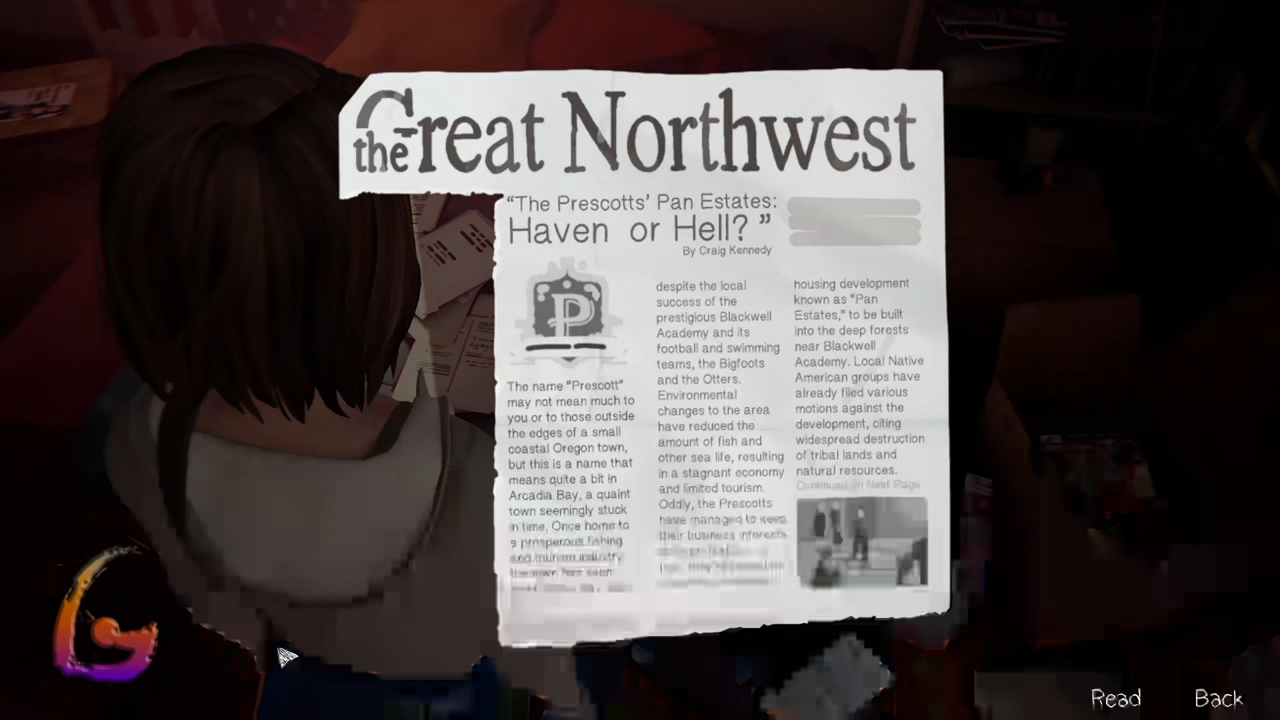 the Great Northwest
“The Prescotts’ Pan Estates:
Haven or Hell? ”
By Craig Kennedy
P
The name “Prescott”
may not mean much to
you or to those outside
the edges of a small
coastal Oregon town,
but this is a name that
means quite a bit in
Arcadia Bay, a quaint
town seemingly stuck
in time. Once home to
a prosperous fishing
and tourism industry,
despite the local
success of the
prestigious Blackwell
Academy and its
football and swimming
teams, the Bigfoots
and the Otters.
Environmental
changes to the area
have reduced the
amount of fish and
other sea life, resulting
in a stagnant economy
and limited tourism.
Oddly, the Prescotts
have managed to keep
their business interests
housing development
known as “Pan
Estates,” to be built
into the deep forests
near Blackwell
Academy. Local Native
American groups have
already filed various
motions against the
development, citing
widespread destruction
of tribal lands and
natural resources.
Continued in Next Page
Read
Back